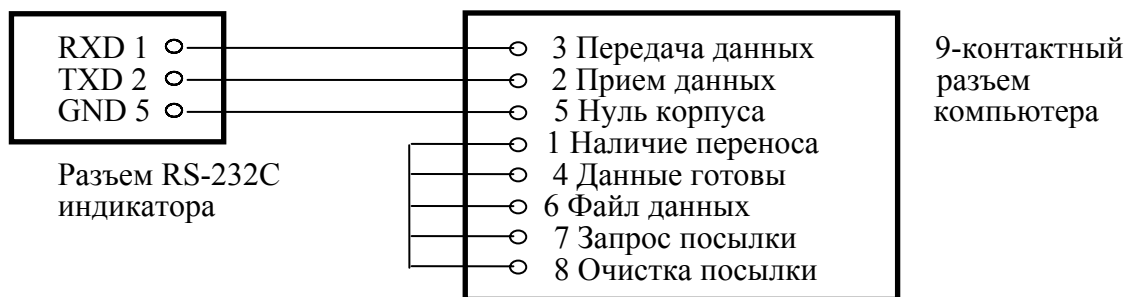 RXD 1
TXD 2
GND 5
Разъем RS-232C
индикатора
3 Передача данных
2 Прием данных
5 Нуль корпуса
1 Наличие переноса
4 Данные готовы
6 Файл данных
7 Запрос посылки
8 Очистка посылки
9-контактный
разъем
компьютера